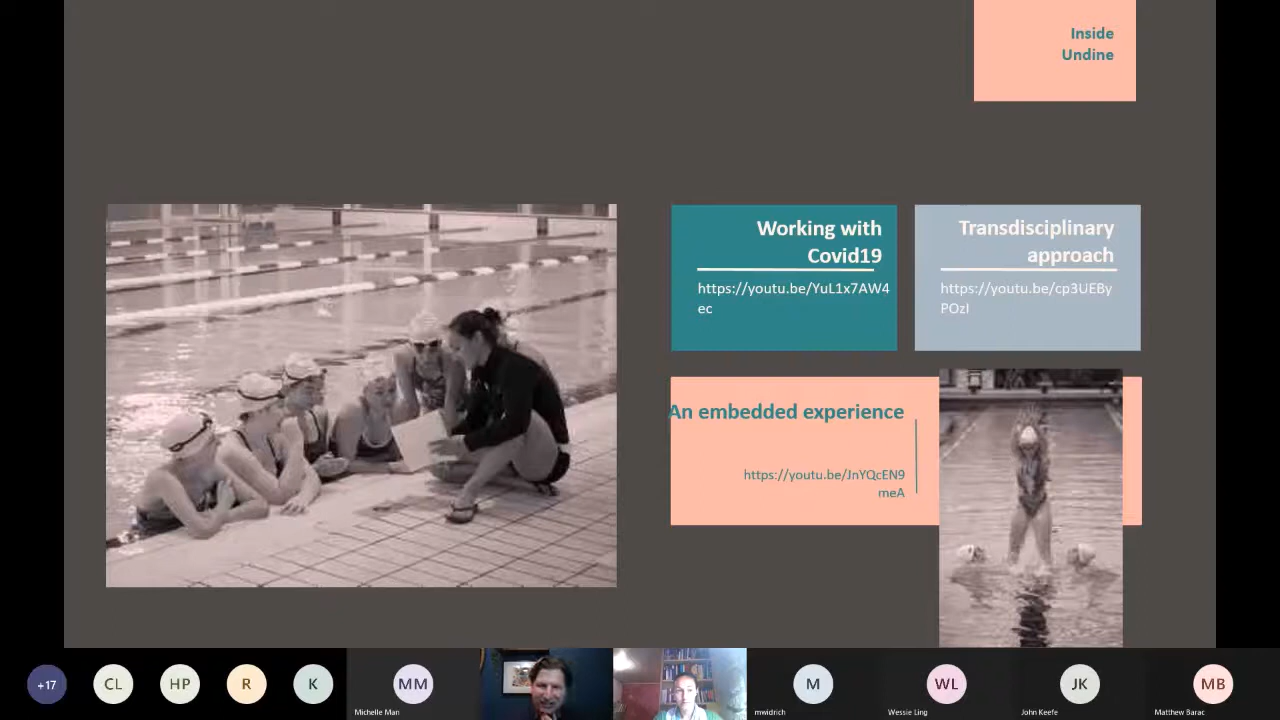 Inside
Undine
Working with
Covid19
https://youtu.be/YuL1x7AW4
ec
Transdisciplinary
approach
https://youtu.be/cp3UEBy
POzI
An embedded experience
https://youtu.be/JnYQcEN9
meA
+17
CL
HP
R
K
MM
Michelle Man
M
mwidrich
WL
Wessie Ling
JK
John Keefe
MB
Matthew Barac